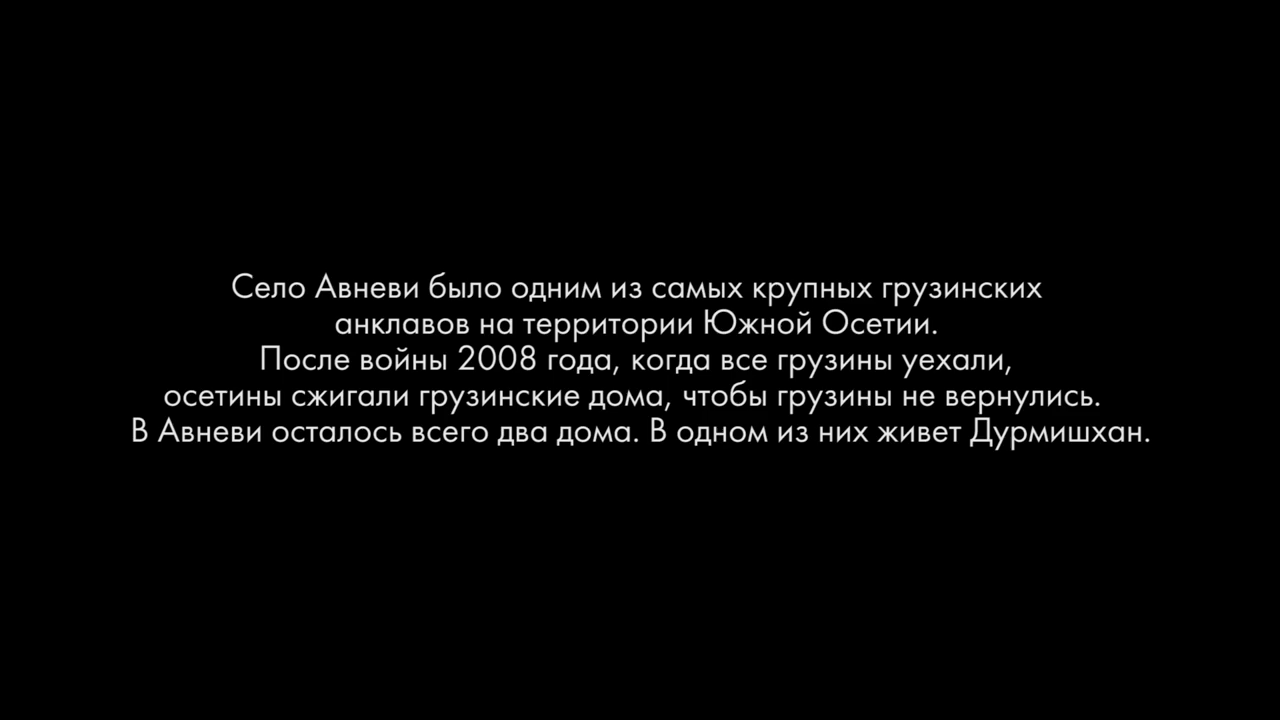 Село Авневи было одним из самых крупных грузинских
анклавов на территории Южной Осетии.
После войны 2008 года, когда все грузины уехали,
осетины сжигали грузинские дома, чтобы грузины не вернулись.
В Авневи осталось всего два дома. В одном из них живет Дурмишхан.